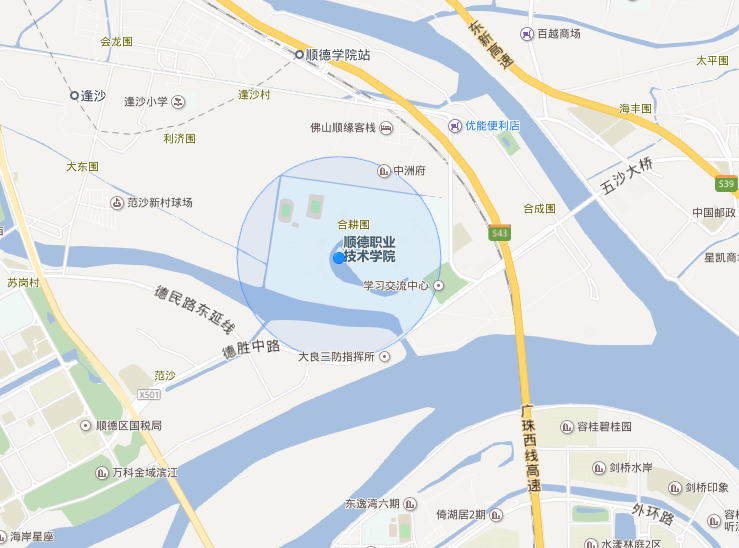 东新高速
百越商场
会龙围
顺德学院站
太平围
逢沙
逢沙小学
逢沙村
海丰围
佛山顺缘客栈
优能便利店
利济围
大东围
中洲府
五沙大桥
S39
范沙新村球场
合成围
中国邮政
合耕围
S43
顺德职业
技术学院
星凯商
苏岗村
学习交流中心
德民路东延线
德胜中路
大良三防指挥所
范沙
X501
广珠西线高速
顺德区国税局
容桂碧桂园
万科金域滨江
剑桥水岸
剑桥印象
东逸湾六期
倚湖居2期
外环路
容桂
海岸星座
水漾林庭2区